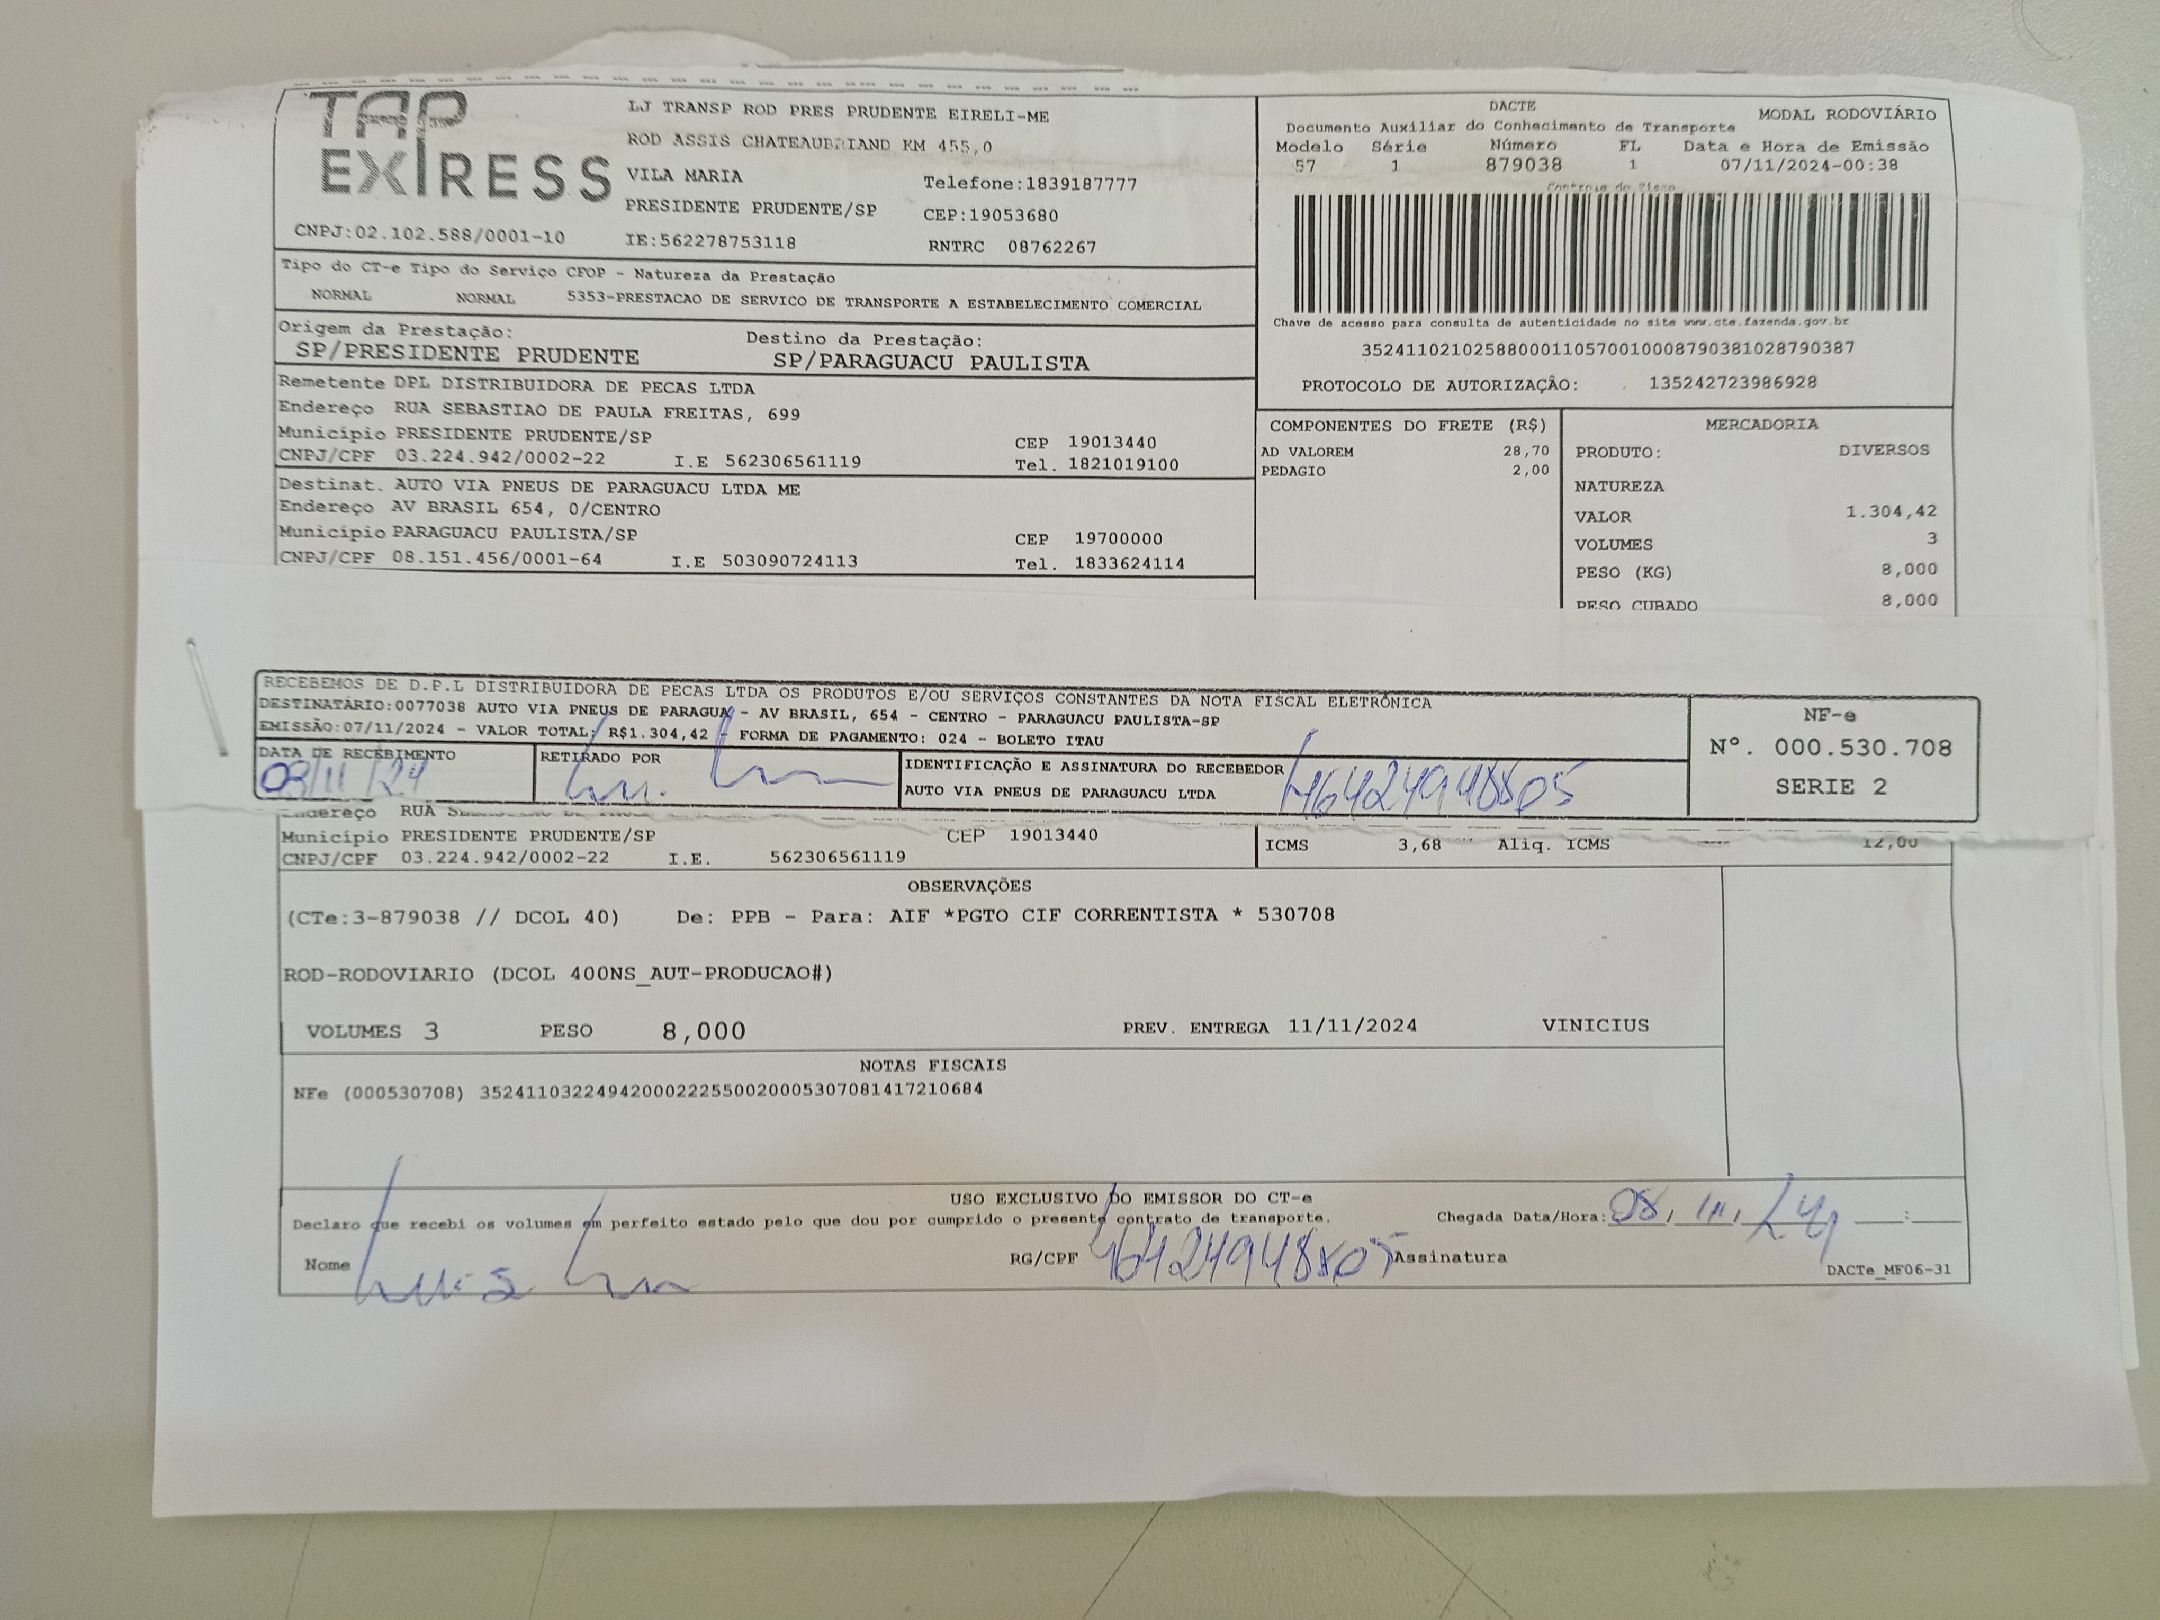 TAP
EX|RESS
LJ TRANSP ROD PRES PRUDENTE EIRELI-ME
ROD ASSIS CHATEAUBRIAND KM 455,0
VILA MARIA Telefone:1839187777
PRESIDENTE PRUDENTE/SP CEP:19053680
CNPJ:02.102.588/0001-10 IE:562278753118 RNTRC 08762267
DACTE MODAL RODOVIÁRIO
Documento Auxiliar do Conhecimento de Transporte
Modelo Série Número FL Data e Hora de Emissão
57 1 879038 1 07/11/2024-00:38
Controle do Fisco
Chave de acesso para consulta de autenticidade no site www.cte.fazenda.gov.br
35241102102588000110570010008790381028790387
PROTOCOLO DE AUTORIZAÇÃO: 135242723986928
Tipo do CT-e Tipo do Serviço CFOP - Natureza da Prestação
NORMAL NORMAL 5353-PRESTACAO DE SERVICO DE TRANSPORTE A ESTABELECIMENTO COMERCIAL
Origem da Prestação: Destino da Prestação:
SP/PRESIDENTE PRUDENTE SP/PARAGUACU PAULISTA
Remetente DPL DISTRIBUIDORA DE PECAS LTDA
Endereço RUA SEBASTIAO DE PAULA FREITAS, 699
Município PRESIDENTE PRUDENTE/SP CEP 19013440
CNPJ/CPF 03.224.942/0002-22 I.E 562306561119 Tel. 1821019100
Destinat. AUTO VIA PNEUS DE PARAGUACU LTDA ME
Endereço AV BRASIL 654, 0/CENTRO
Município PARAGUACU PAULISTA/SP CEP 19700000
CNPJ/CPF 08.151.456/0001-64 I.E 503090724113 Tel. 1833624114
COMPONENTES DO FRETE (R$)
AD VALOREM 28,70
PEDAGIO 2,00
MERCADORIA
PRODUTO: DIVERSOS
NATUREZA
VALOR 1.304,42
VOLUMES 3
PESO (KG) 8,000
PESO CUBADO 8,000
RECEBEMOS DE D.P.L DISTRIBUIDORA DE PECAS LTDA OS PRODUTOS E/OU SERVIÇOS CONSTANTES DA NOTA FISCAL ELETRÔNICA
DESTINATÁRIO:0077038 AUTO VIA PNEUS DE PARAGUA - AV BRASIL, 654 - CENTRO - PARAGUACU PAULISTA-SP
EMISSÃO:07/11/2024 - VALOR TOTAL: R$1.304,42 - FORMA DE PAGAMENTO: 024 - BOLETO ITAU
DATA DE RECEBIMENTO RETIRADO POR IDENTIFICAÇÃO E ASSINATURA DO RECEBEDOR
08/11/24 46424948805
AUTO VIA PNEUS DE PARAGUACU LTDA
NF-e
Nº. 000.530.708
SERIE 2
Endereço RUA
Município PRESIDENTE PRUDENTE/SP CEP 19013440
CNPJ/CPF 03.224.942/0002-22 I.E. 562306561119
ICMS 3,68 Aliq. ICMS 12,00
OBSERVAÇÕES
(CTe:3-879038 // DCOL 40) De: PPB - Para: AIF *PGTO CIF CORRENTISTA * 530708
ROD-RODOVIARIO (DCOL 400NS_AUT-PRODUCAO#)
VOLUMES 3 PESO 8,000 PREV. ENTREGA 11/11/2024 VINICIUS
NOTAS FISCAIS
NFe (000530708) 35241103224942000222550020005307081417210684
USO EXCLUSIVO DO EMISSOR DO CT-e
Declaro que recebi os volumes em perfeito estado pelo que dou por cumprido o presente contrato de transporte. Chegada Data/Hora: 08/11/24 :
Nome Luis RG/CPF 46424948805 Assinatura
DACTe_MF06-31